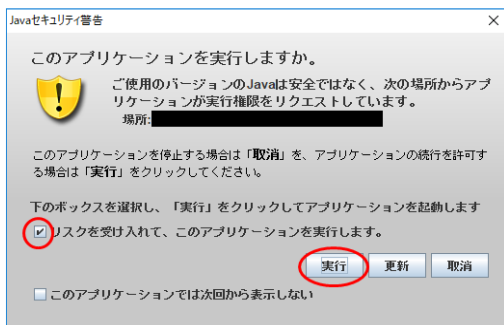 Javaセキュリティ警告
このアプリケーションを実行しますか。
ご使用のバージョンのJavaは安全ではなく、次の場所からアプ
リケーションが実行権限をリクエストしています。
場所:
このアプリケーションを停止する場合は「取消」を、アプリケーションの続行を許可す
る場合は「実行」をクリックしてください。
下のボックスを選択し、「実行」をクリックしてアプリケーションを起動します
リスクを受け入れて、このアプリケーションを実行します。
実行 更新 取消
このアプリケーションでは次回から表示しない